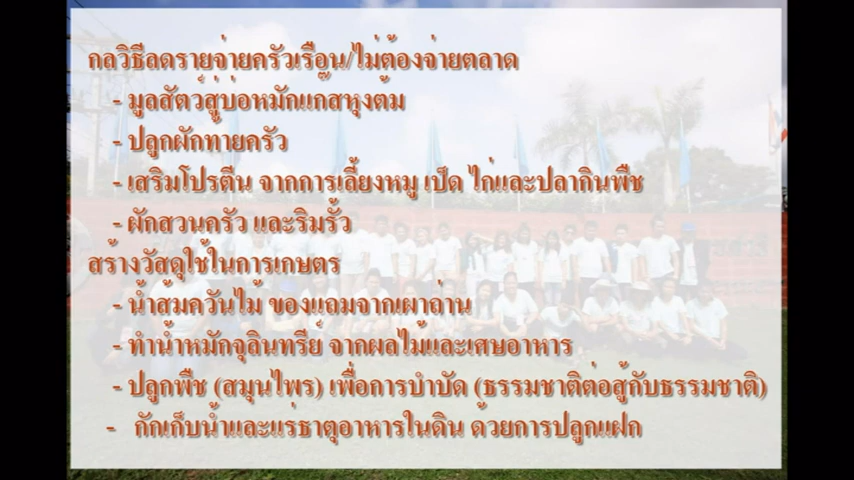 กลวิธีลดรายจ่ายครัวเรือน/ไม่ต้องจ่ายตลาด
- มูลสัตว์สู่บ่อหมักแก๊สหุงต้ม
- ปลูกผักท้ายครัว
- เสริมโปรตีน จากการเลี้ยงหมู เป็ด ไก่และปลากินพืช
- ผักสวนครัว และริมรั้ว
สร้างวัสดุใช้ในการเกษตร
- น้ำส้มควันไม้ ของแถมจากเผาถ่าน
- ทำน้ำหมักจุลินทรีย์ จากผลไม้และเศษอาหาร
- ปลูกพืช (สมุนไพร) เพื่อการบำบัด (ธรรมชาติต่อสู้กับธรรมชาติ)
- กักเก็บน้ำและแร่ธาตุอาหารในดิน ด้วยการปลูกแฝก